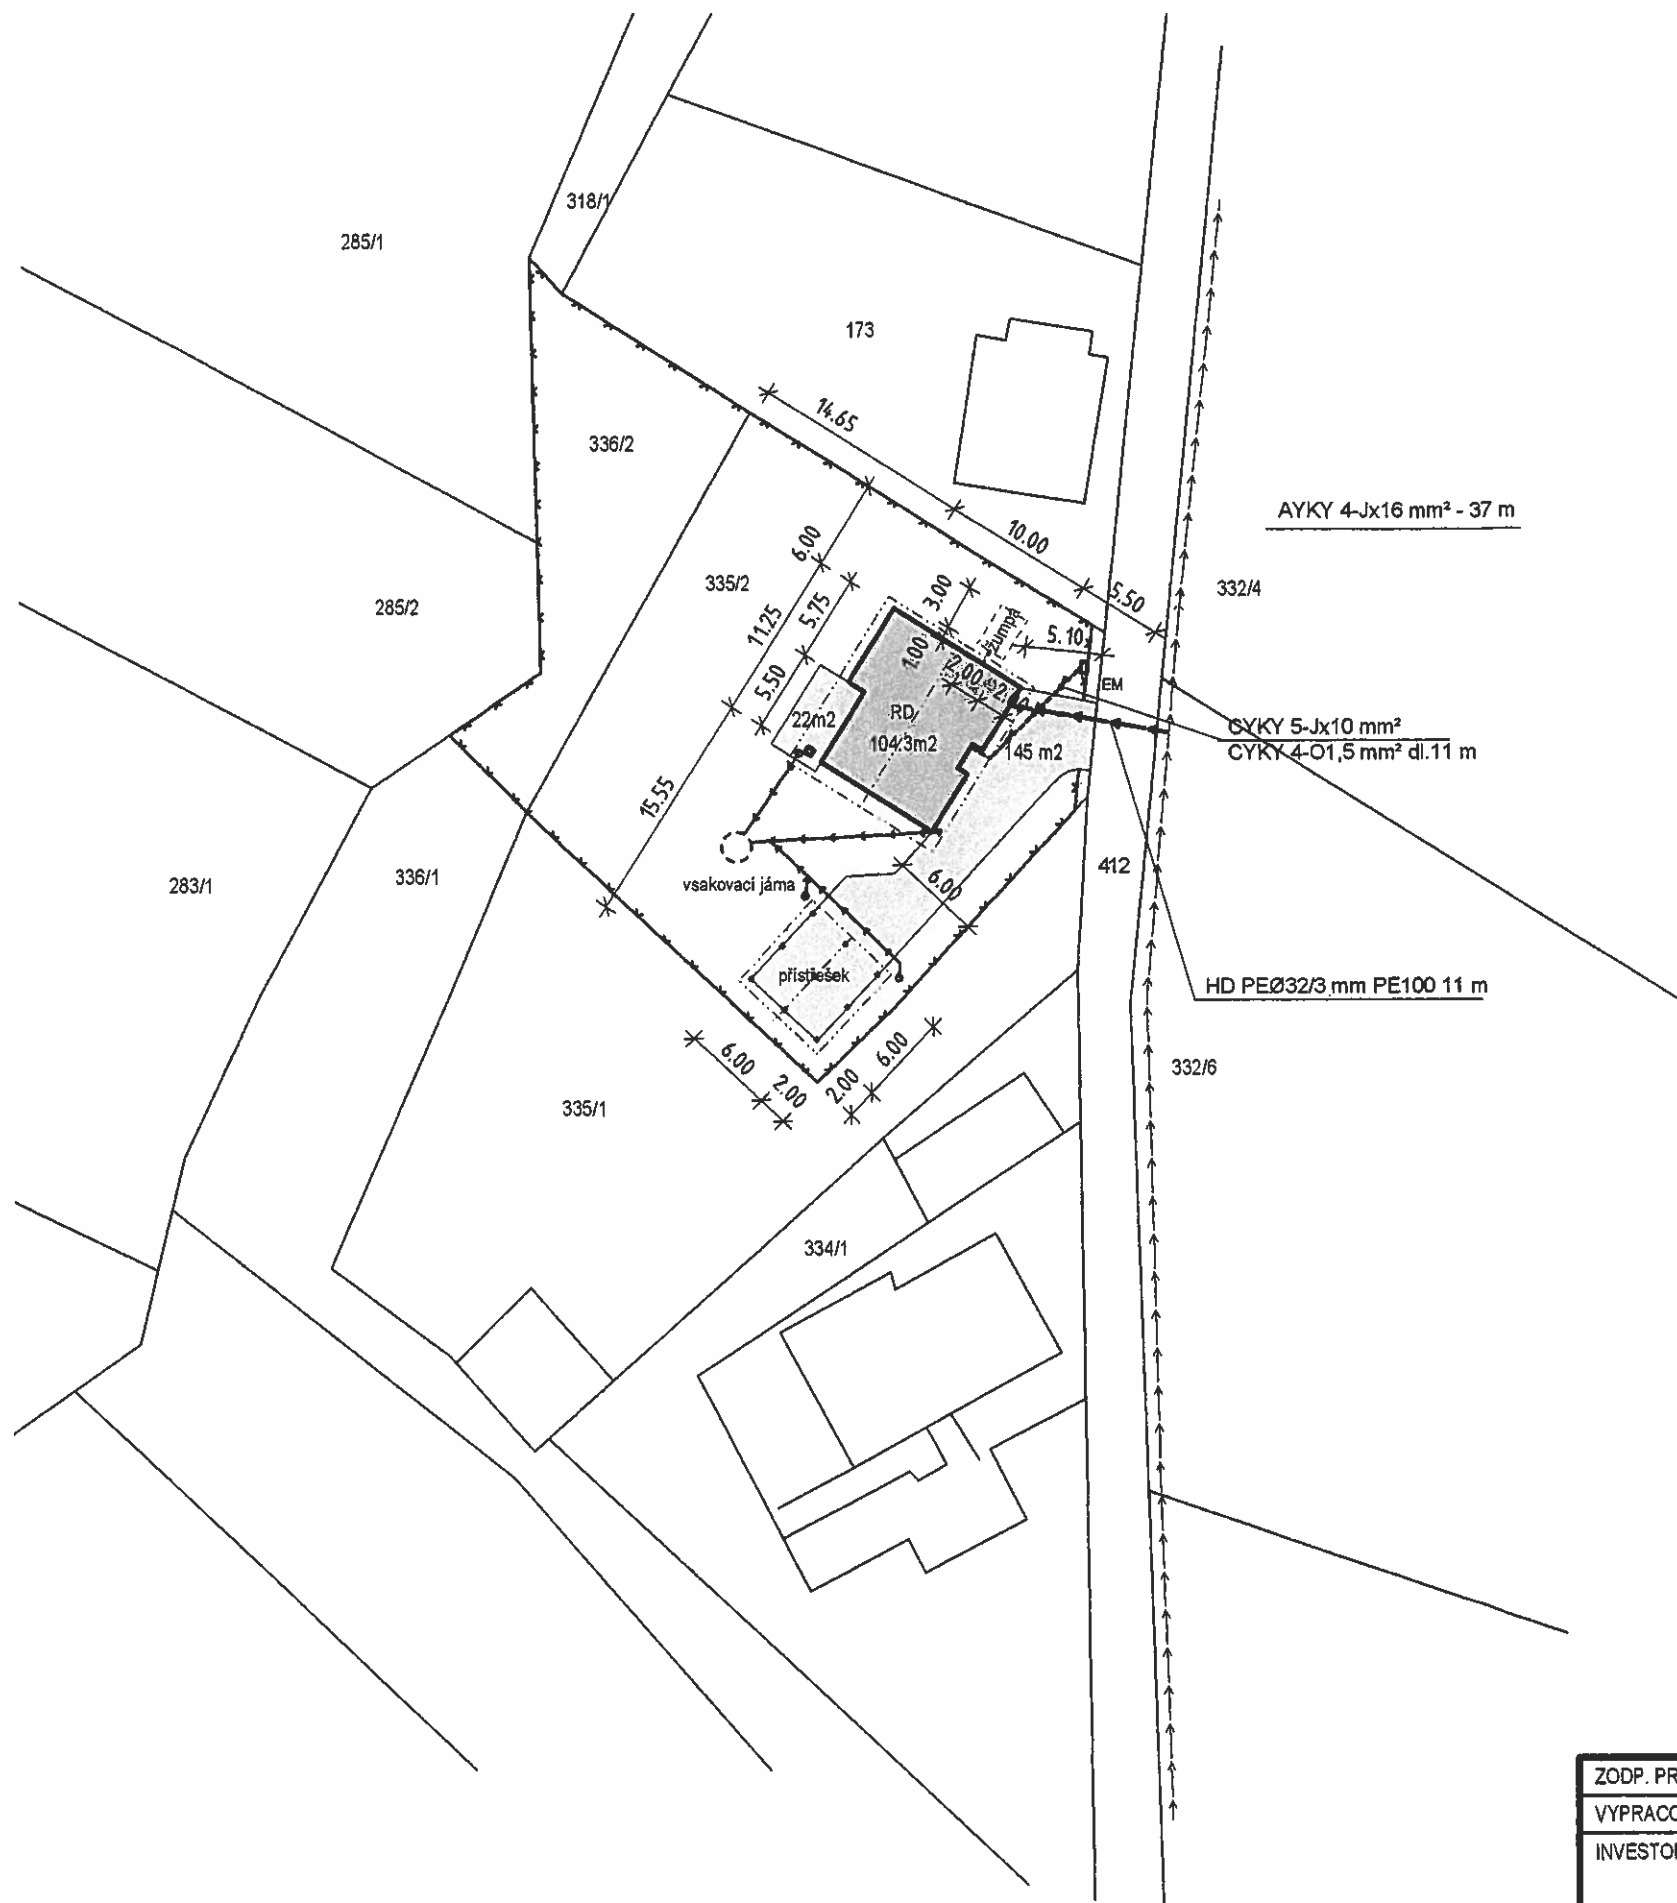 318/1
285/1
173
14.65
336/2
AYKY 4-Jx16 mm² - 37 m
10.00
6.00
335/2
332/4
3.00
5.50
285/2
5.75
11.25
žumpa
5.10
1.00
2.00
EM
5.50
22m2
RD
104.3m2
145 m2
CYKY 5-Jx10 mm²
CYKY 4-O1,5 mm² dl.11 m
15.55
412
283/1
336/1
vsakovací jáma
6.00
přístřešek
HD PEØ32/3 mm PE100 11 m
6.00
2.00
2.00
6.00
332/6
335/1
334/1
ZODP. PR
VYPRACO
INVESTO